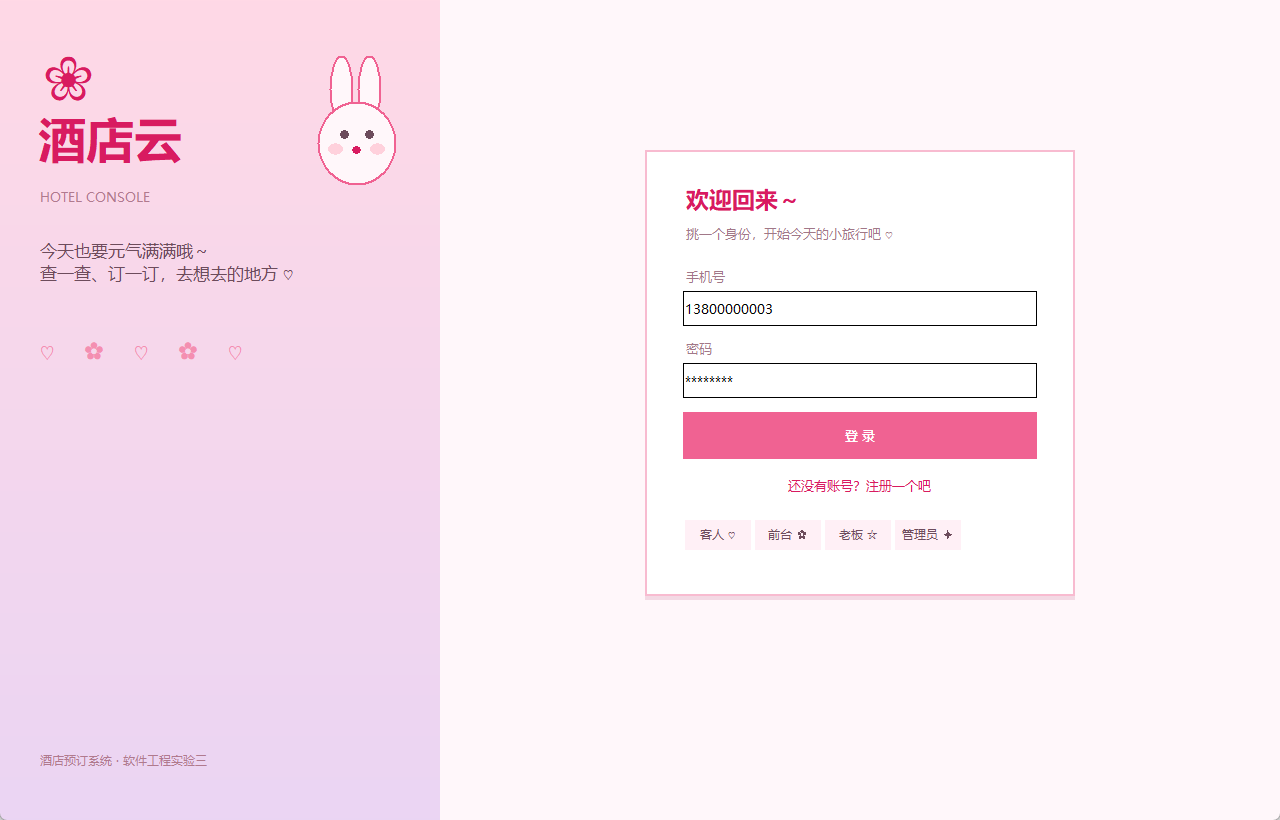 酒店云
HOTEL CONSOLE
今天也要元气满满哦～
查一查、订一订，去想去的地方 ♡
♡ ✿ ♡ ✿ ♡
酒店预订系统 · 软件工程实验三
欢迎回来～
挑一个身份，开始今天的小旅行吧 ♡
手机号
13800000003
密码
********
登 录
还没有账号？注册一个吧
客人 ♡ 前台 ✿ 老板 ☆ 管理员 ✦